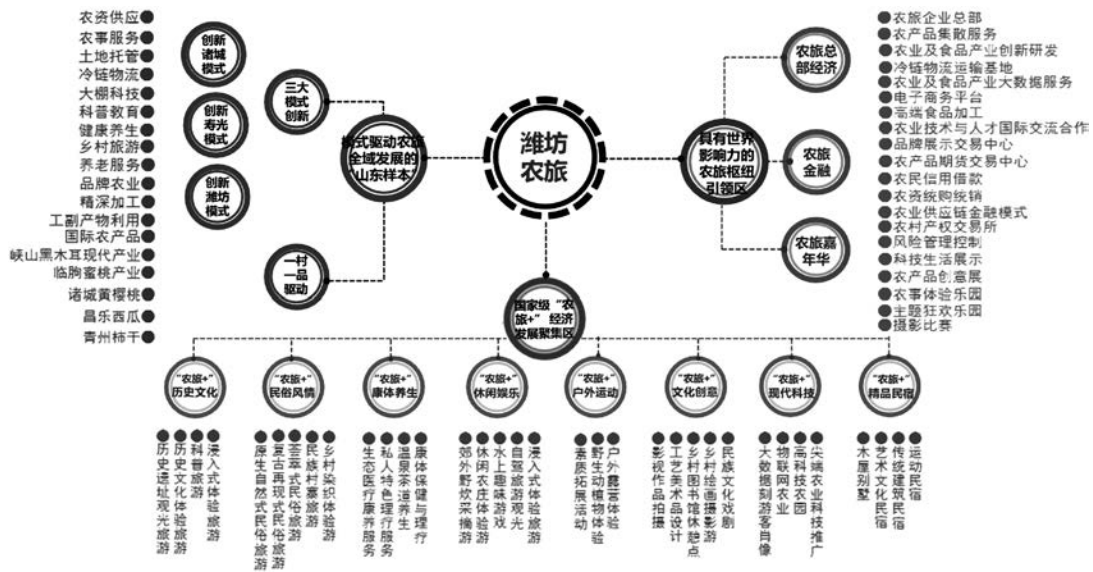 农资供应
农事服务
土地托管
冷链物流
大棚科技
科普教育
健康养生
乡村旅游
养老服务
品牌农业
精深加工
工副产物利用
国际农产品
峡山黑木耳现代产业
临朐蜜桃产业
诸城黄樱桃
昌乐西瓜
青州柿干
创新
诸城
模式
创新
寿光
模式
创新
潍坊
模式
三大
模式
创新
一村
一品
驱动
模式驱动农旅
全域发展的
“山东样本”
潍坊
农旅
具有世界
影响力的
农旅枢纽
引领区
农旅总
部经济
农旅
金融
农旅嘉
年华
农旅企业总部
农产品集散服务
农业及食品产业创新研发
冷链物流运输基地
农业及食品产业大数据服务
电子商务平台
高端食品加工
农业技术与人才国际交流合作
品牌展示交易中心
农产品期货交易中心
农民信用借款
农资统购统销
农业供应链金融模式
农村产权交易所
风险管理控制
科技生活展示
农产品创意展
农事体验乐园
主题狂欢乐园
摄影比赛
国家级“农
旅+”经济
发展聚集区
“农旅+”
历史文化
“农旅+”
民俗风情
“农旅+”
康体养生
“农旅+”
休闲娱乐
“农旅+”
户外运动
“农旅+”
文化创意
“农旅+”
现代科技
“农旅+”
精品民宿
历史遗址观光旅游
历史文化体验旅游
科普旅游
浸入式体验旅游
原生自然式民俗旅游
复古再现式民俗旅游
荟萃式民俗旅游
民族村寨旅游
乡村染织体验游
生态医疗康养服务
私人特色理疗服务
温泉茶道养生
康体保健与理疗
郊外野炊采摘游
休闲农庄体验游
水上趣味游戏
自驾旅游观光
浸入式体验旅游
素质拓展活动
野生动植物体验
户外露营体验
影视作品拍摄
工艺美术品设计
乡村图书馆休憩点
乡村绘画摄影游
民族文化戏剧
大数据刻游客肖像
物联网农业
高科技农园
尖端农业科技推广
木屋别墅
艺术文化民宿
传统建筑民宿
运动民宿